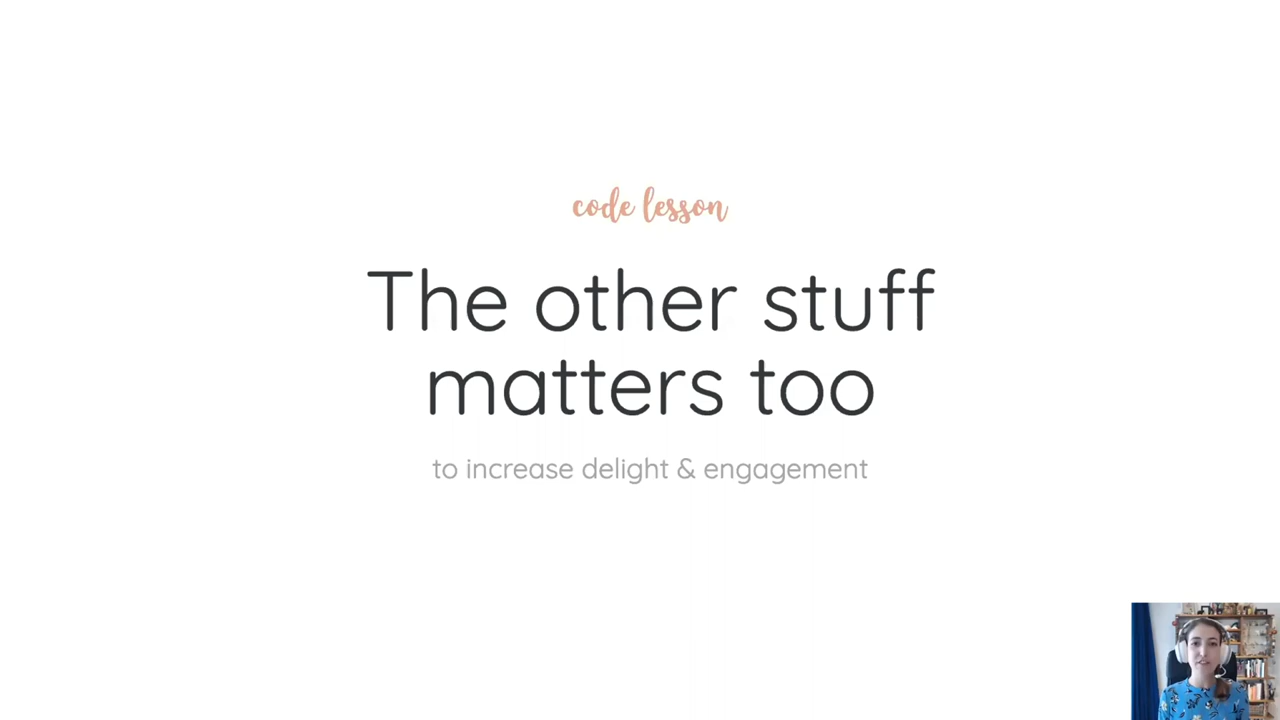 code lesson
The other stuff
matters too
to increase delight & engagement